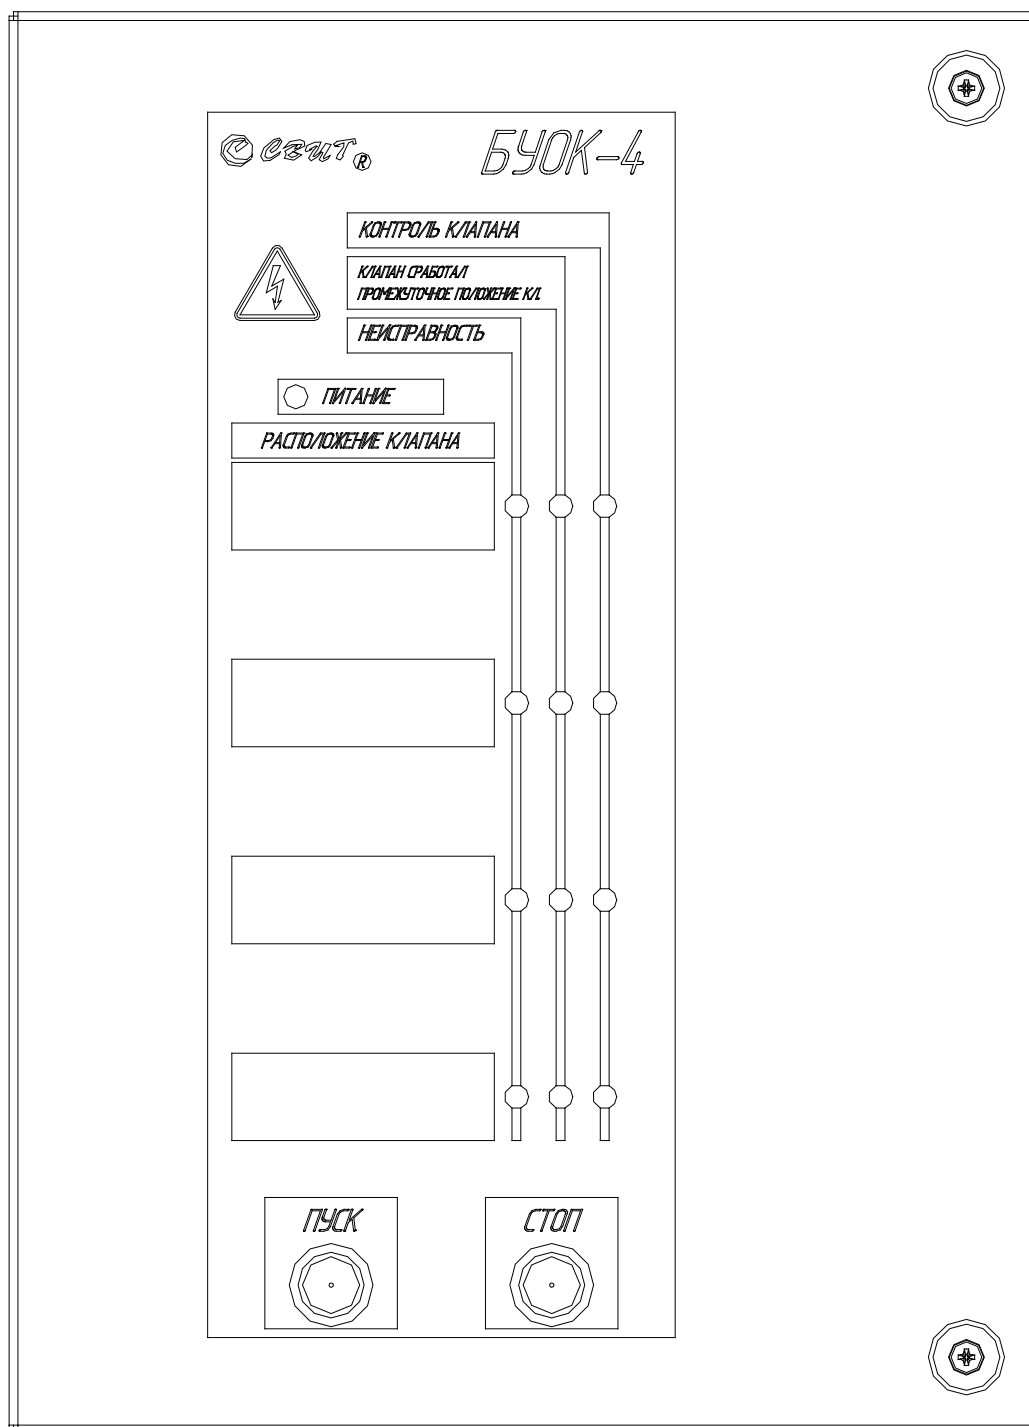 СВИТ®
БУОК-4
КОНТРОЛЬ КЛАПАНА
КЛАПАН СРАБОТАЛ
ПРОМЕЖУТОЧНОЕ ПОЛОЖЕНИЕ КЛ.
НЕИСПРАВНОСТЬ
ПИТАНИЕ
РАСПОЛОЖЕНИЕ КЛАПАНА
ПУСК
СТОП